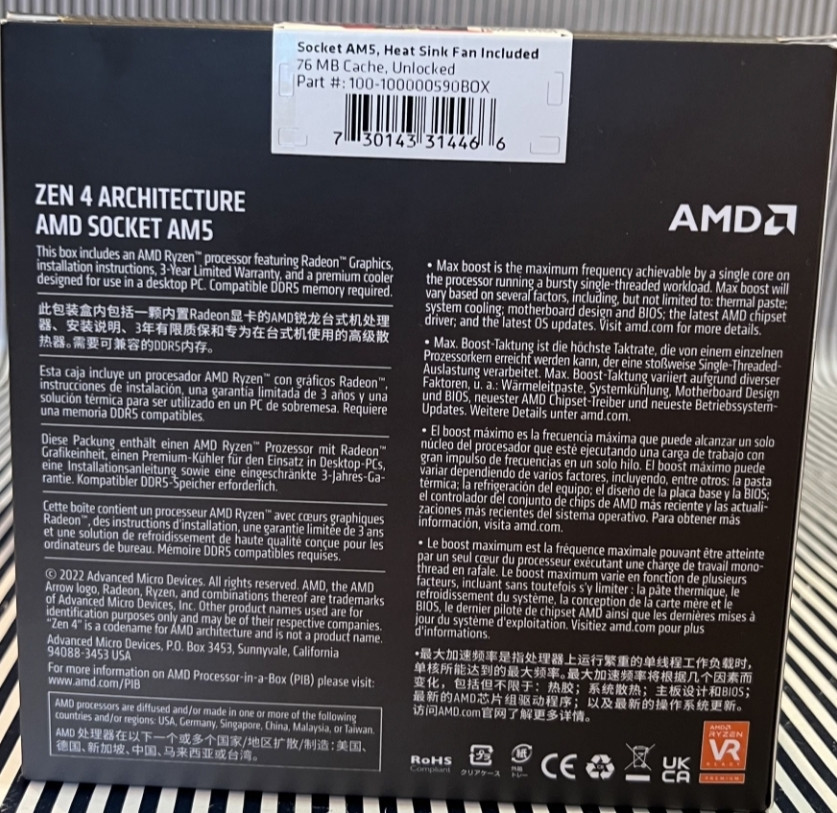 Socket AM5, Heat Sink Fan Included
76 MB Cache, Unlocked
Part #: 100-100000590BOX
7 30143 31446 6
ZEN 4 ARCHITECTURE
AMD SOCKET AM5
This box includes an AMD Ryzen™ processor featuring Radeon™ Graphics,
installation instructions, 3-Year Limited Warranty, and a premium cooler
designed for use in a desktop PC. Compatible DDR5 memory required.
此包装盒内包括一颗内置Radeon显卡的AMD锐龙台式机处理
器、安装说明、3年有限质保和专为在台式机使用的高级散
热器。需要可兼容的DDR5内存。
Esta caja incluye un procesador AMD Ryzen™ con gráficos Radeon™,
instrucciones de instalación, una garantía limitada de 3 años y una
solución térmica para ser utilizado en un PC de sobremesa. Requiere
una memoria DDR5 compatibles.
Diese Packung enthält einen AMD Ryzen™ Prozessor mit Radeon™
Grafikeinheit, einen Premium-Kühler für den Einsatz in Desktop-PCs,
eine Installationsanleitung sowie eine eingeschränkte 3-Jahres-Ga-
rantie. Kompatibler DDR5-Speicher erforderlich.
Cette boîte contient un processeur AMD Ryzen™ avec cœurs graphiques
Radeon™, des instructions d'installation, une garantie limitée de 3 ans
et une solution de refroidissement de haute qualité conçue pour les
ordinateurs de bureau. Mémoire DDR5 compatibles requises.
© 2022 Advanced Micro Devices. All rights reserved. AMD, the AMD
Arrow logo, Radeon, Ryzen, and combinations thereof are trademarks
of Advanced Micro Devices, Inc. Other product names used are for
identification purposes only and may be of their respective companies.
"Zen 4" is a codename for AMD architecture and is not a product name.
Advanced Micro Devices, P.O. Box 3453, Sunnyvale, California
94088-3453 USA
For more information on AMD Processor-in-a-Box (PIB) please visit:
www.amd.com/PIB
AMD processors are diffused and/or made in one or more of the following
countries and/or regions: USA, Germany, Singapore, China, Malaysia, or Taiwan.
AMD 处理器在以下一个或多个国家/地区扩散/制造：美国、
德国、新加坡、中国、马来西亚或台湾。
AMD
• Max boost is the maximum frequency achievable by a single core on
the processor running a bursty single-threaded workload. Max boost will
vary based on several factors, including, but not limited to: thermal paste;
system cooling; motherboard design and BIOS; the latest AMD chipset
driver; and the latest OS updates. Visit amd.com for more details.
• Max. Boost-Taktung ist die höchste Taktrate, die von einem einzelnen
Prozessorkern erreicht werden kann, der eine stoßweise Single-Threaded-
Auslastung verarbeitet. Max. Boost-Taktung variiert aufgrund diverser
Faktoren, u. a.: Wärmeleitpaste, Systemkühlung, Motherboard Design
und BIOS, neuester AMD Chipset-Treiber und neueste Betriebssystem-
Updates. Weitere Details unter amd.com.
• El boost máximo es la frecuencia máxima que puede alcanzar un solo
núcleo del procesador que esté ejecutando una carga de trabajo con
gran impulso de frecuencias en un solo hilo. El boost máximo puede
variar dependiendo de varios factores, incluyendo, entre otros: la pasta
térmica; la refrigeración del equipo; el diseño de la placa base y la BIOS;
el controlador del conjunto de chips de AMD más reciente y las actuali-
zaciones más recientes del sistema operativo. Para obtener más
información, visita amd.com.
• Le boost maximum est la fréquence maximale pouvant être atteinte
par un seul cœur du processeur exécutant une charge de travail mono-
thread en rafale. Le boost maximum varie en fonction de plusieurs
facteurs, incluant sans toutefois s'y limiter : la pâte thermique, le
refroidissement du système, la conception de la carte mère et le
BIOS, le dernier pilote de chipset AMD ainsi que les dernières mises à
jour du système d'exploitation. Visitiez amd.com pour plus
d'informations.
•最大加速频率是指处理器上运行繁重的单线程工作负载时，
单核所能达到的最大频率。最大加速频率将根据几个因素而
变化，包括但不限于：热胶；系统散热；主板设计和BIOS；
最新的AMD芯片组驱动程序；以及最新的操作系统更新。
访问AMD.com官网了解更多详情。
RoHS
Compliant
クリアケース
CE
UK
CA
AMD
RYZEN
VR
PREMIUM